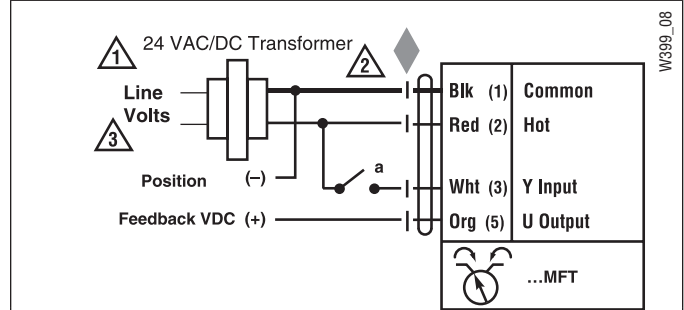 W399_08
1 24 VAC/DC Transformer 2
Line
Volts
3
Blk (1) Common
Red (2) Hot
Position (–)
a
Wht (3) Y Input
Feedback VDC (+)
Org (5) U Output
...MFT